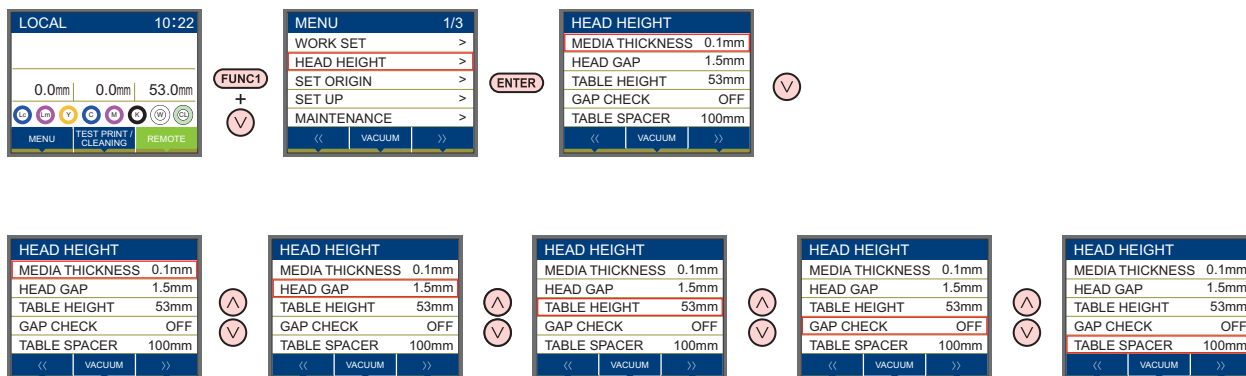 LOCAL 10:22
0.0mm 0.0mm 53.0mm
Lc Lm Y C M K W CL
MENU TEST PRINT / CLEANING REMOTE
FUNC1
+
MENU 1/3
WORK SET >
HEAD HEIGHT >
SET ORIGIN >
SET UP >
MAINTENANCE >
<< VACUUM >>
ENTER
HEAD HEIGHT
MEDIA THICKNESS 0.1mm
HEAD GAP 1.5mm
TABLE HEIGHT 53mm
GAP CHECK OFF
TABLE SPACER 100mm
<< VACUUM >>
HEAD HEIGHT
MEDIA THICKNESS 0.1mm
HEAD GAP 1.5mm
TABLE HEIGHT 53mm
GAP CHECK OFF
TABLE SPACER 100mm
<< VACUUM >>
HEAD HEIGHT
MEDIA THICKNESS 0.1mm
HEAD GAP 1.5mm
TABLE HEIGHT 53mm
GAP CHECK OFF
TABLE SPACER 100mm
<< VACUUM >>
HEAD HEIGHT
MEDIA THICKNESS 0.1mm
HEAD GAP 1.5mm
TABLE HEIGHT 53mm
GAP CHECK OFF
TABLE SPACER 100mm
<< VACUUM >>
HEAD HEIGHT
MEDIA THICKNESS 0.1mm
HEAD GAP 1.5mm
TABLE HEIGHT 53mm
GAP CHECK OFF
TABLE SPACER 100mm
<< VACUUM >>
HEAD HEIGHT
MEDIA THICKNESS 0.1mm
HEAD GAP 1.5mm
TABLE HEIGHT 53mm
GAP CHECK OFF
TABLE SPACER 100mm
<< VACUUM >>